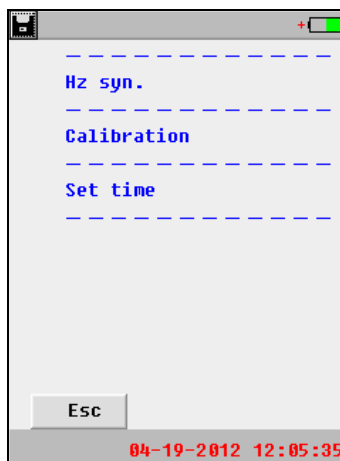 Hz syn.
Calibration
Set time
Esc
04-19-2012 12:05:35